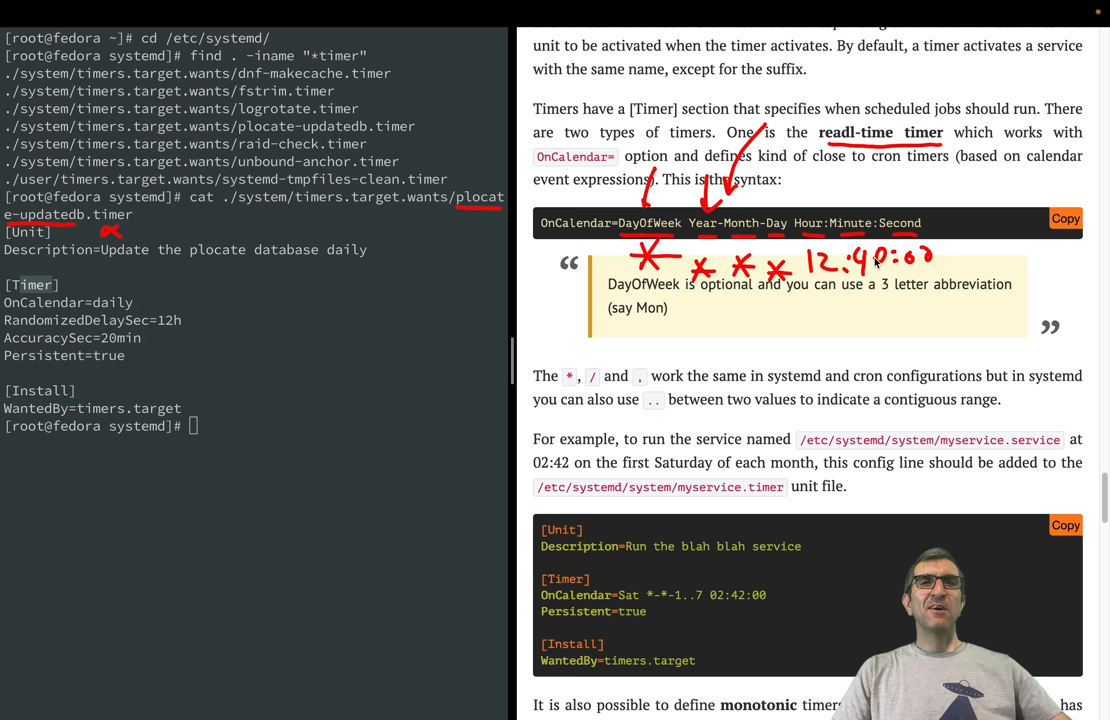 [root@fedora ~]# cd /etc/systemd/
[root@fedora systemd]# find . -iname "*timer"
./system/timers.target.wants/dnf-makecache.timer
./system/timers.target.wants/fstrim.timer
./system/timers.target.wants/logrotate.timer
./system/timers.target.wants/plocate-updatedb.timer
./system/timers.target.wants/raid-check.timer
./system/timers.target.wants/unbound-anchor.timer
./user/timers.target.wants/systemd-tmpfiles-clean.timer
[root@fedora systemd]# cat ./system/timers.target.wants/plocat
e-updatedb.timer
[Unit]
Description=Update the plocate database daily
[Timer]
OnCalendar=daily
RandomizedDelaySec=12h
AccuracySec=20min
Persistent=true
[Install]
WantedBy=timers.target
[root@fedora systemd]#
unit to be activated when the timer activates. By default, a timer activates a service
with the same name, except for the suffix.
Timers have a [Timer] section that specifies when scheduled jobs should run. There
are two types of timers. One is the readl-time timer which works with
OnCalendar= option and defines kind of close to cron timers (based on calendar
event expressions). This is the syntax:
OnCalendar=DayOfWeek Year-Month-Day Hour:Minute:Second
Copy
* * * * 12:40:00
“
DayOfWeek is optional and you can use a 3 letter abbreviation
(say Mon)
”
The *, / and , work the same in systemd and cron configurations but in systemd
you can also use .. between two values to indicate a contiguous range.
For example, to run the service named /etc/systemd/system/myservice.service at
02:42 on the first Saturday of each month, this config line should be added to the
/etc/systemd/system/myservice.timer unit file.
Copy
[Unit]
Description=Run the blah blah service
[Timer]
OnCalendar=Sat *-*-1..7 02:42:00
Persistent=true
[Install]
WantedBy=timers.target
It is also possible to define monotonic timer
has